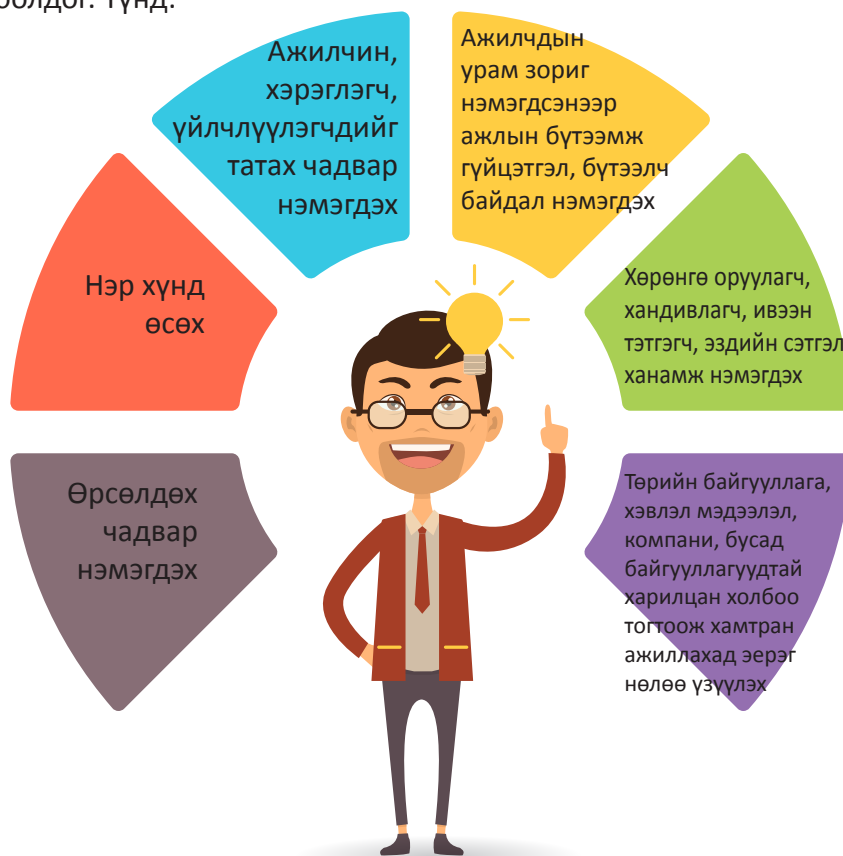 түнд:
Ажилчин,
хэрэглэгч,
үйлчлүүлэгчдийг
татах чадвар
нэмэгдэх
Ажилчдын
урам зориг
нэмэгдсэнээр
ажлын бүтээмж
гүйцэтгэл, бүтээлч
байдал нэмэгдэх
Нэр хүнд
өсөх
Хөрөнгө оруулагч,
хандивлагч, ивээн
тэтгэгч, эздийн сэтгэл
ханамж нэмэгдэх
Өрсөлдөх
чадвар
нэмэгдэх
Төрийн байгууллага,
хэвлэл мэдээлэл,
компани, бусад
байгууллагуудтай
харилцан холбоо
тогтоож хамтран
ажиллахад эерэг
нөлөө үзүүлэх